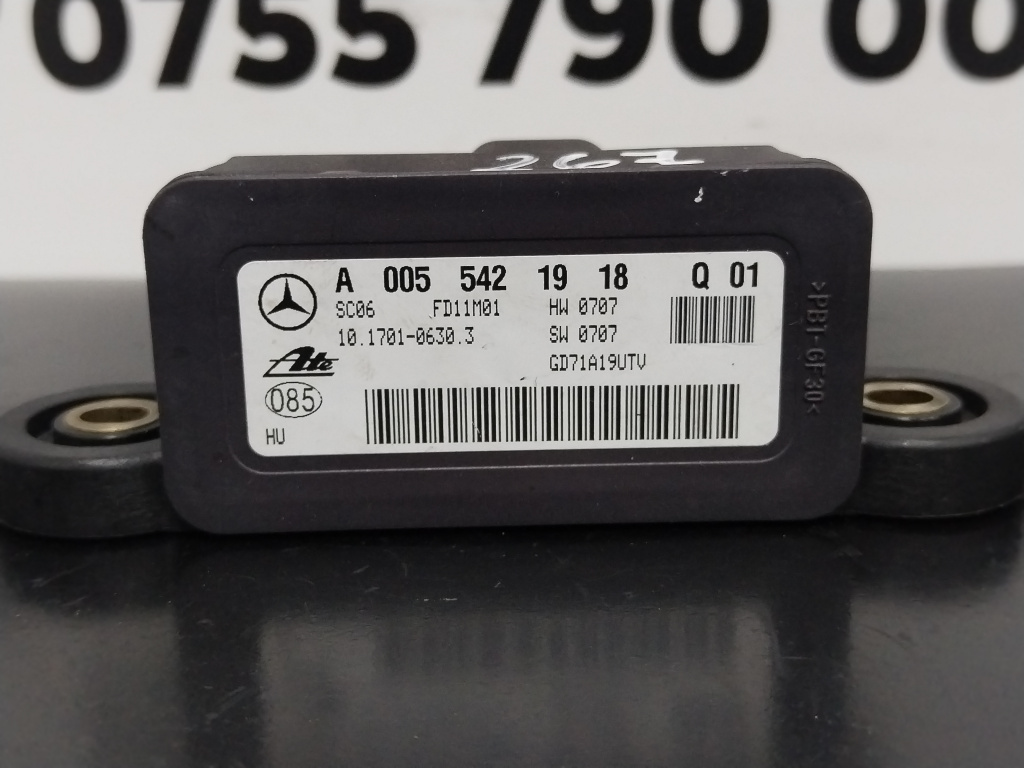 0755 790 00
267
A 005 542 19 18 Q 01
SC06 FD11M01 HW 0707
10.1701-0630.3 SW 0707
Ate GD71A19UTV
085
HU
>PBT-GF30<